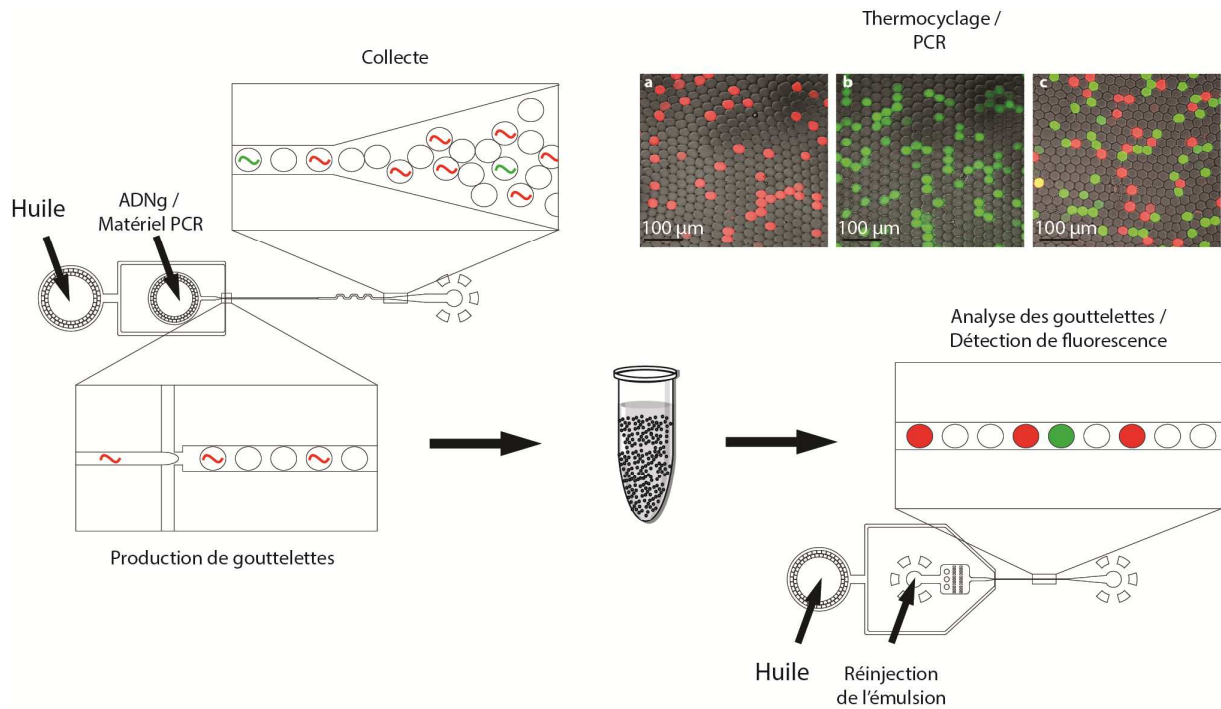 Collecte
Thermocyclage /
PCR
a
b
c
100 µm
100 µm
100 µm
Huile
ADNg /
Matériel PCR
Production de gouttelettes
Analyse des gouttelettes /
Détection de fluorescence
Huile
Réinjection
de l'émulsion